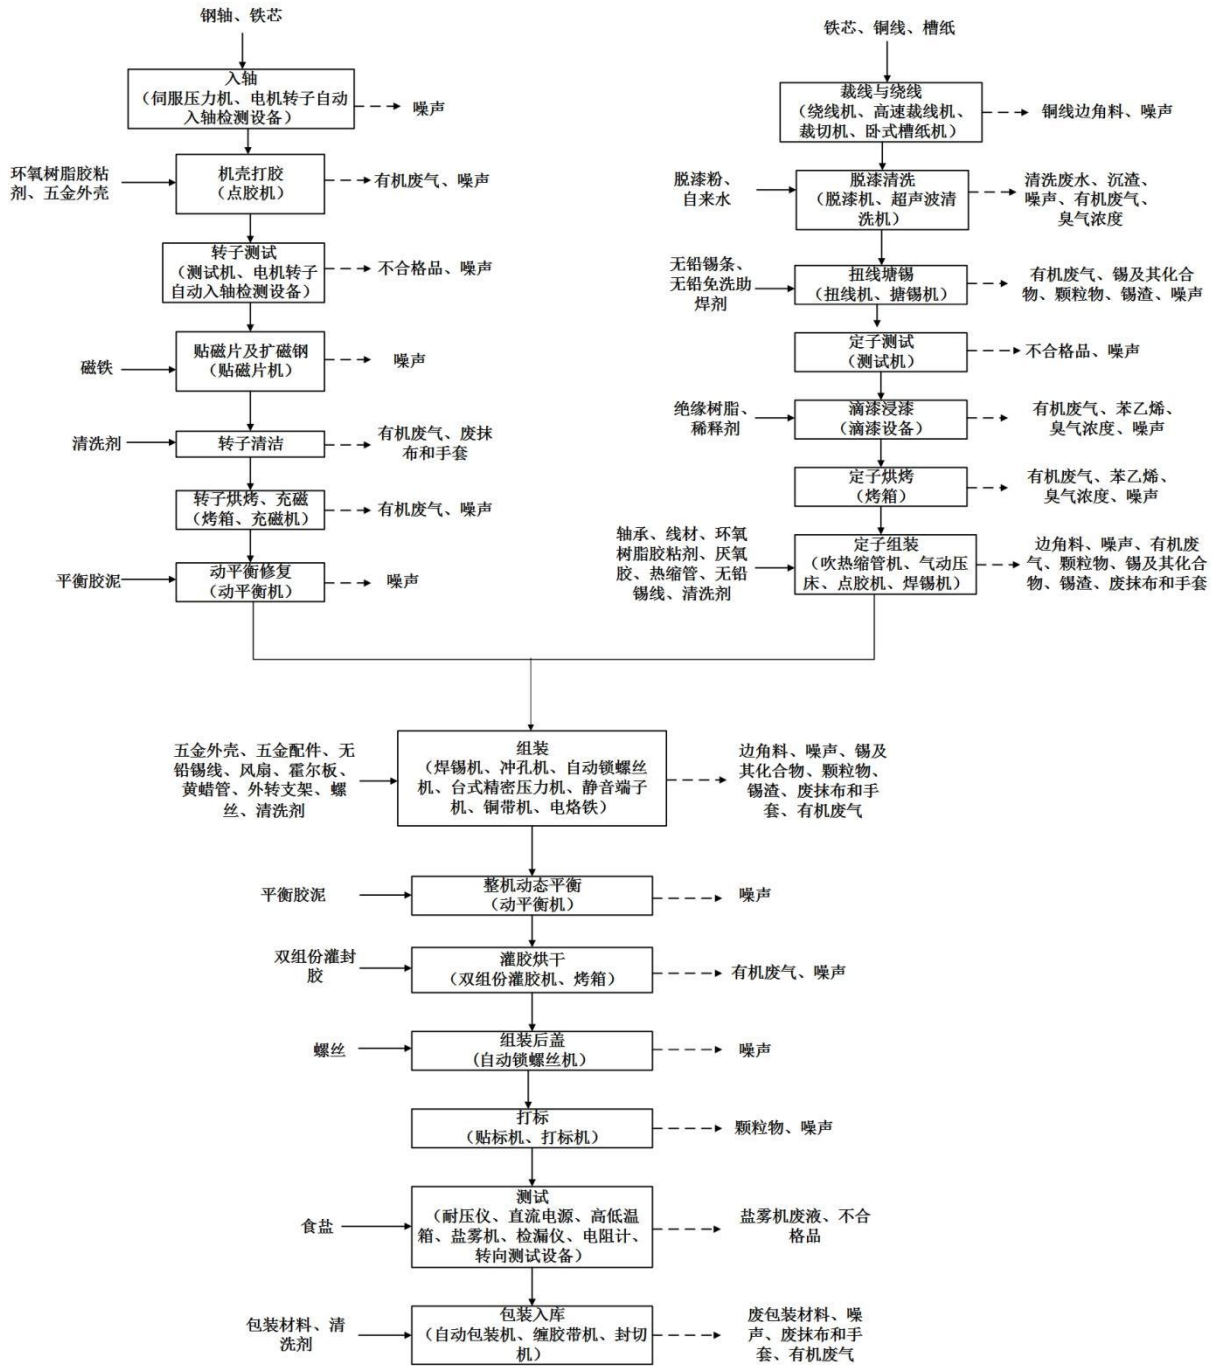 钢轴、铁芯
入轴
（伺服压力机、电机转子自动
入轴检测设备）
噪声
环氧树脂胶粘
剂、五金外壳
机壳打胶
（点胶机）
有机废气、噪声
转子测试
（测试机、电机转子
自动入轴检测设备）
不合格品、噪声
磁铁
贴磁片及扩磁钢
（贴磁片机）
噪声
清洗剂
转子清洁
有机废气、废抹
布和手套
转子烘烤、充磁
（烤箱、充磁机）
有机废气、噪声
平衡胶泥
动平衡修复
（动平衡机）
噪声
铁芯、铜线、槽纸
裁线与绕线
（绕线机、高速裁线机、
裁切机、卧式槽纸机）
铜线边角料、噪声
脱漆粉、
自来水
脱漆清洗
（脱漆机、超声波清
洗机）
清洗废水、沉渣、
噪声、有机废气、
臭气浓度
无铅锡条、
无铅免洗助
焊剂
扭线塘锡
（扭线机、搪锡机）
有机废气、锡及其化合
物、颗粒物、锡渣、噪声
定子测试
（测试机）
不合格品、噪声
绝缘树脂、
稀释剂
滴漆浸漆
（滴漆设备）
有机废气、苯乙烯、
臭气浓度、噪声
定子烘烤
（烤箱）
有机废气、苯乙烯、
臭气浓度、噪声
轴承、线材、环氧
树脂胶粘剂、厌氧
胶、热缩管、无铅
锡线、清洗剂
定子组装
（吹热缩管机、气动压
床、点胶机、焊锡机）
边角料、噪声、有机废
气、颗粒物、锡及其化合
物、锡渣、废抹布和手套
五金外壳、五金配件、无
铅锡线、风扇、霍尔板、
黄蜡管、外转支架、螺
丝、清洗剂
组装
（焊锡机、冲孔机、自动锁螺丝
机、台式精密压力机、静音端子
机、铜带机、电烙铁）
边角料、噪声、锡及
其化合物、颗粒物、
锡渣、废抹布和手
套、有机废气
平衡胶泥
整机动态平衡
（动平衡机）
噪声
双组份灌封
胶
灌胶烘干
（双组份灌胶机、烤箱）
有机废气、噪声
螺丝
组装后盖
(自动锁螺丝机）
噪声
打标
（贴标机、打标机）
颗粒物、噪声
食盐
测试
（耐压仪、直流电源、高低温
箱、盐雾机、检漏仪、电阻计、
转向测试设备）
盐雾机废液、不合
格品
包装材料、清
洗剂
包装入库
（自动包装机、缠胶带机、封切
机）
废包装材料、噪
声、废抹布和手
套、有机废气